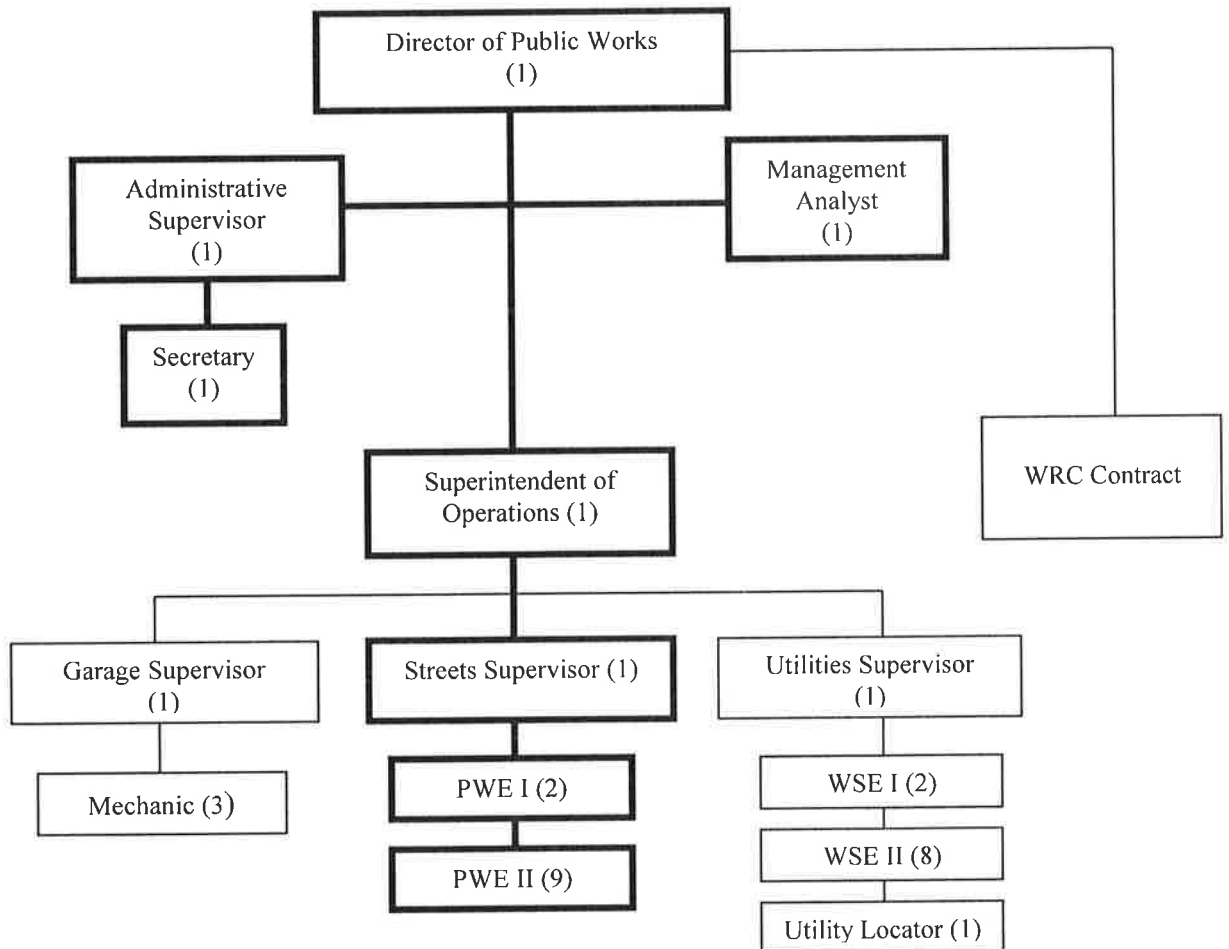 Director of Public Works
(1)
Administrative
Supervisor
(1)
Management
Analyst
(1)
Secretary
(1)
Superintendent of
Operations (1)
WRC Contract
Garage Supervisor
(1)
Streets Supervisor (1)
Utilities Supervisor
(1)
Mechanic (3)
PWE I (2)
WSE I (2)
PWE II (9)
WSE II (8)
Utility Locator (1)